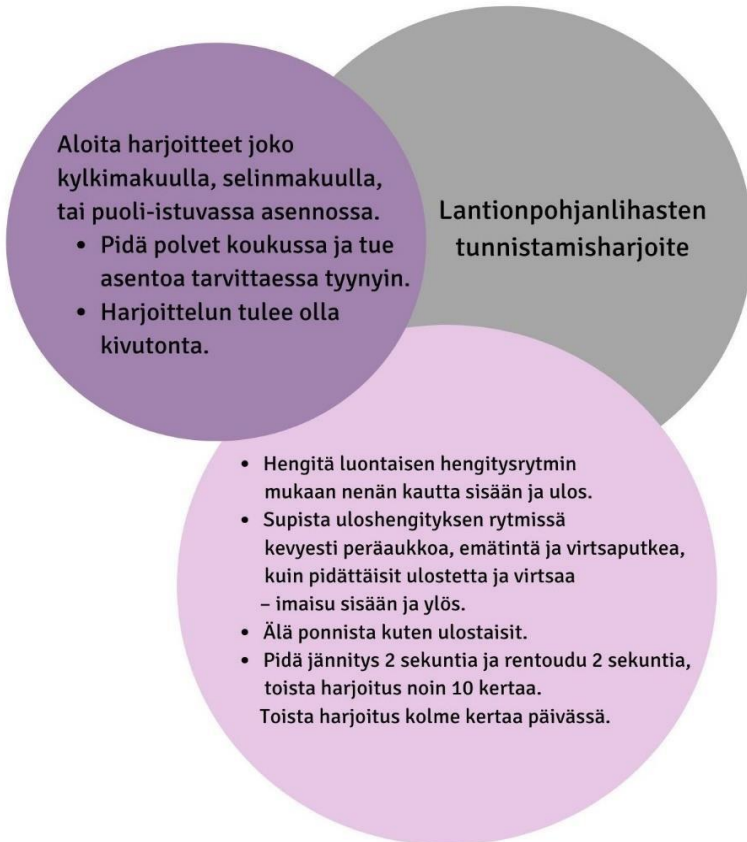 Lantionpohjanlihasten
tunnistamisharjoite
Aloita harjoitteet joko
kylkimakuulla, selinmakuulla,
tai puoli-istuvassa asennossa.
• Pidä polvet koukussa ja tue
asentoa tarvittaessa tyynyin.
• Harjoittelun tulee olla
kivutonta.
• Hengitä luontaisen hengitysrytmin
mukaan nenän kautta sisään ja ulos.
• Supista uloshengityksen rytmissä
kevyesti peräaukkoa, emätintä ja virtsaputkea,
kuin pidättäisit ulostetta ja virtsaa
– imaisu sisään ja ylös.
• Älä ponnista kuten ulostaisit.
• Pidä jännitys 2 sekuntia ja rentoudu 2 sekuntia,
toista harjoitus noin 10 kertaa.
Toista harjoitus kolme kertaa päivässä.